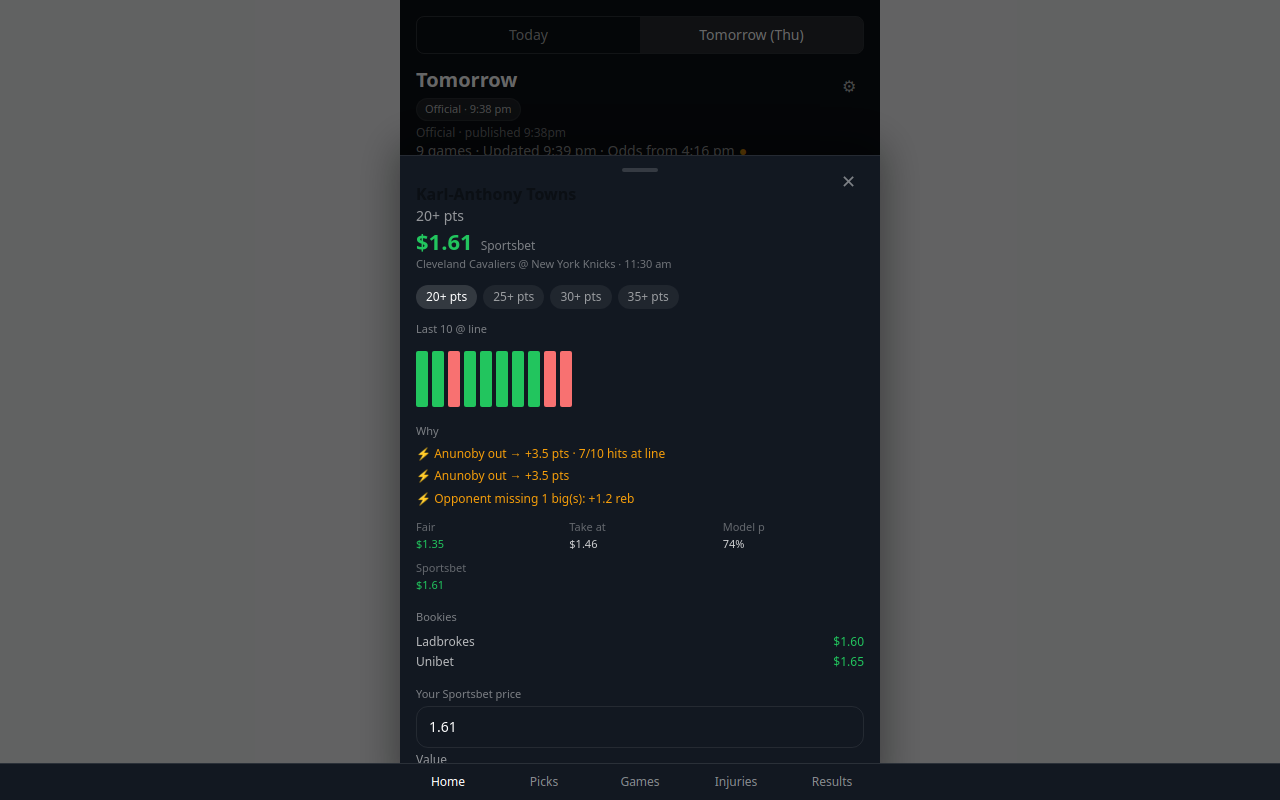 Today Tomorrow (Thu)
Tomorrow ⚙
Official · 9:38 pm
Official · published 9:38pm
9 games · Updated 9:39 pm · Odds from 4:16 pm
✕
Karl-Anthony Towns
20+ pts
$1.61 Sportsbet
Cleveland Cavaliers @ New York Knicks · 11:30 am
20+ pts 25+ pts 30+ pts 35+ pts
Last 10 @ line
Why
⚡ Anunoby out → +3.5 pts · 7/10 hits at line
⚡ Anunoby out → +3.5 pts
⚡ Opponent missing 1 big(s): +1.2 reb
Fair Take at Model p
$1.35 $1.46 74%
Sportsbet
$1.61
Bookies
Ladbrokes $1.60
Unibet $1.65
Your Sportsbet price
1.61
Value
Home Picks Games Injuries Results